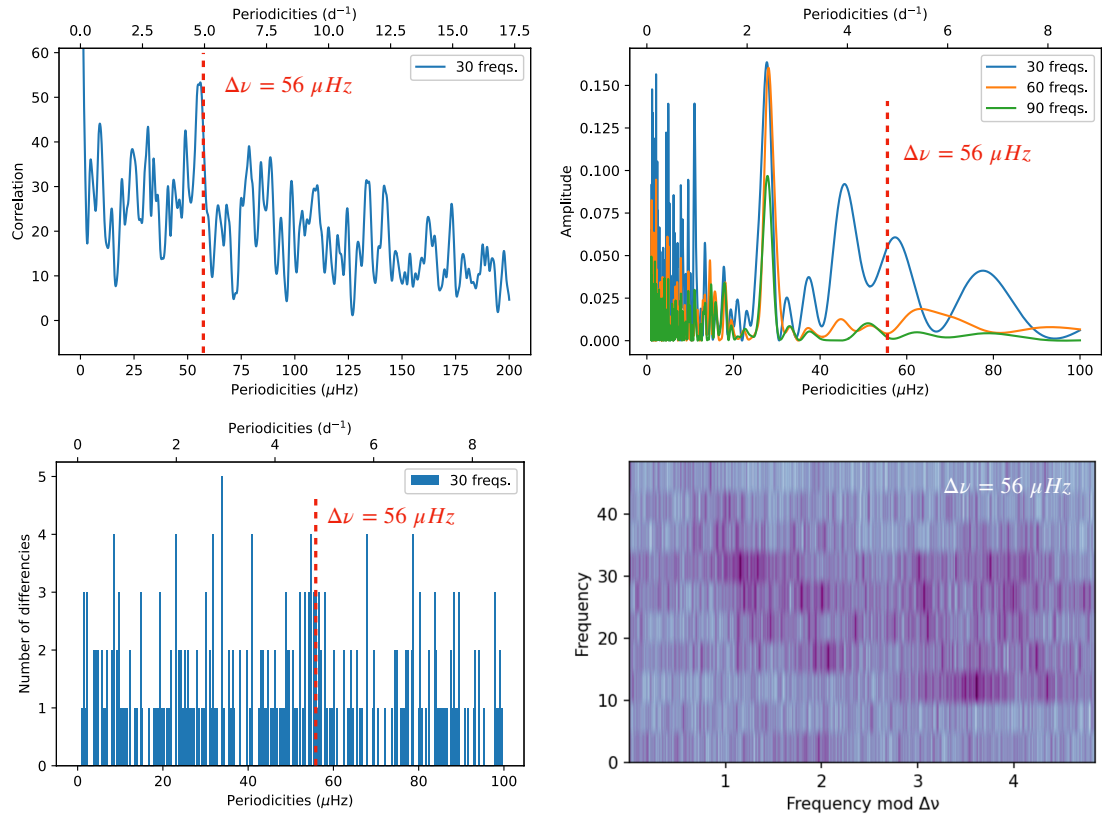 Periodicities (d⁻¹)
0.0 2.5 5.0 7.5 10.0 12.5 15.0 17.5
60
50
40
30
20
10
0
Correlation
30 freqs.
Δν = 56 μHz
0 25 50 75 100 125 150 175 200
Periodicities (μHz)
Periodicities (d⁻¹)
0 2 4 6 8
0.150
0.125
0.100
0.075
0.050
0.025
0.000
Amplitude
30 freqs.
60 freqs.
90 freqs.
Δν = 56 μHz
0 20 40 60 80 100
Periodicities (μHz)
Periodicities (d⁻¹)
0 2 4 6 8
5
4
3
2
1
0
Number of differencies
30 freqs.
Δν = 56 μHz
0 20 40 60 80 100
Periodicities (μHz)
Δν = 56 μHz
40
30
20
10
0
Frequency
1 2 3 4
Frequency mod Δν